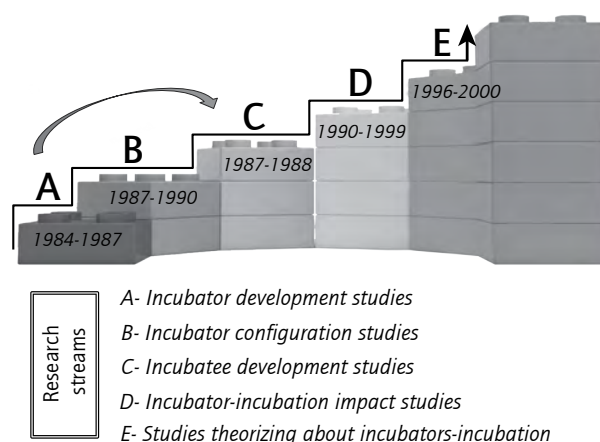 E
D
C
B
A
1996-2000
1990-1999
1987-1988
1987-1990
1984-1987
Research
streams
A- Incubator development studies
B- Incubator configuration studies
C- Incubatee development studies
D- Incubator-incubation impact studies
E- Studies theorizing about incubators-incubation